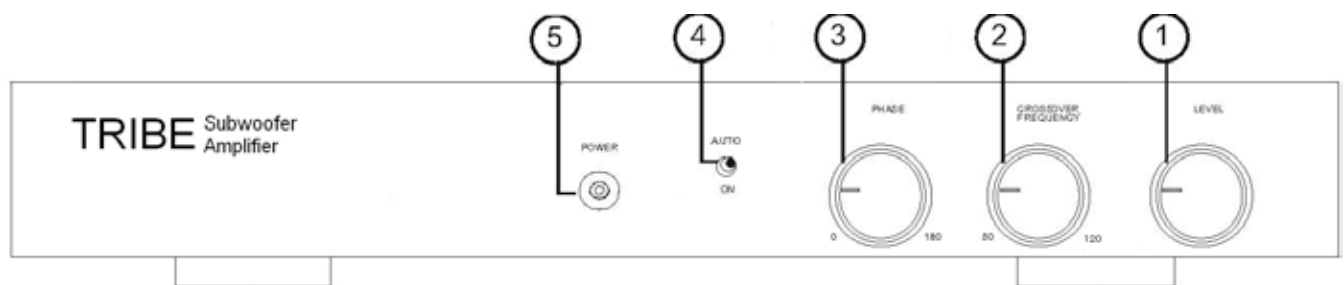 5 4 3 2 1
TRIBE Subwoofer
Amplifier
POWER
AUTO
ON
PHASE
0 180
CROSSOVER
FREQUENCY
50 120
LEVEL